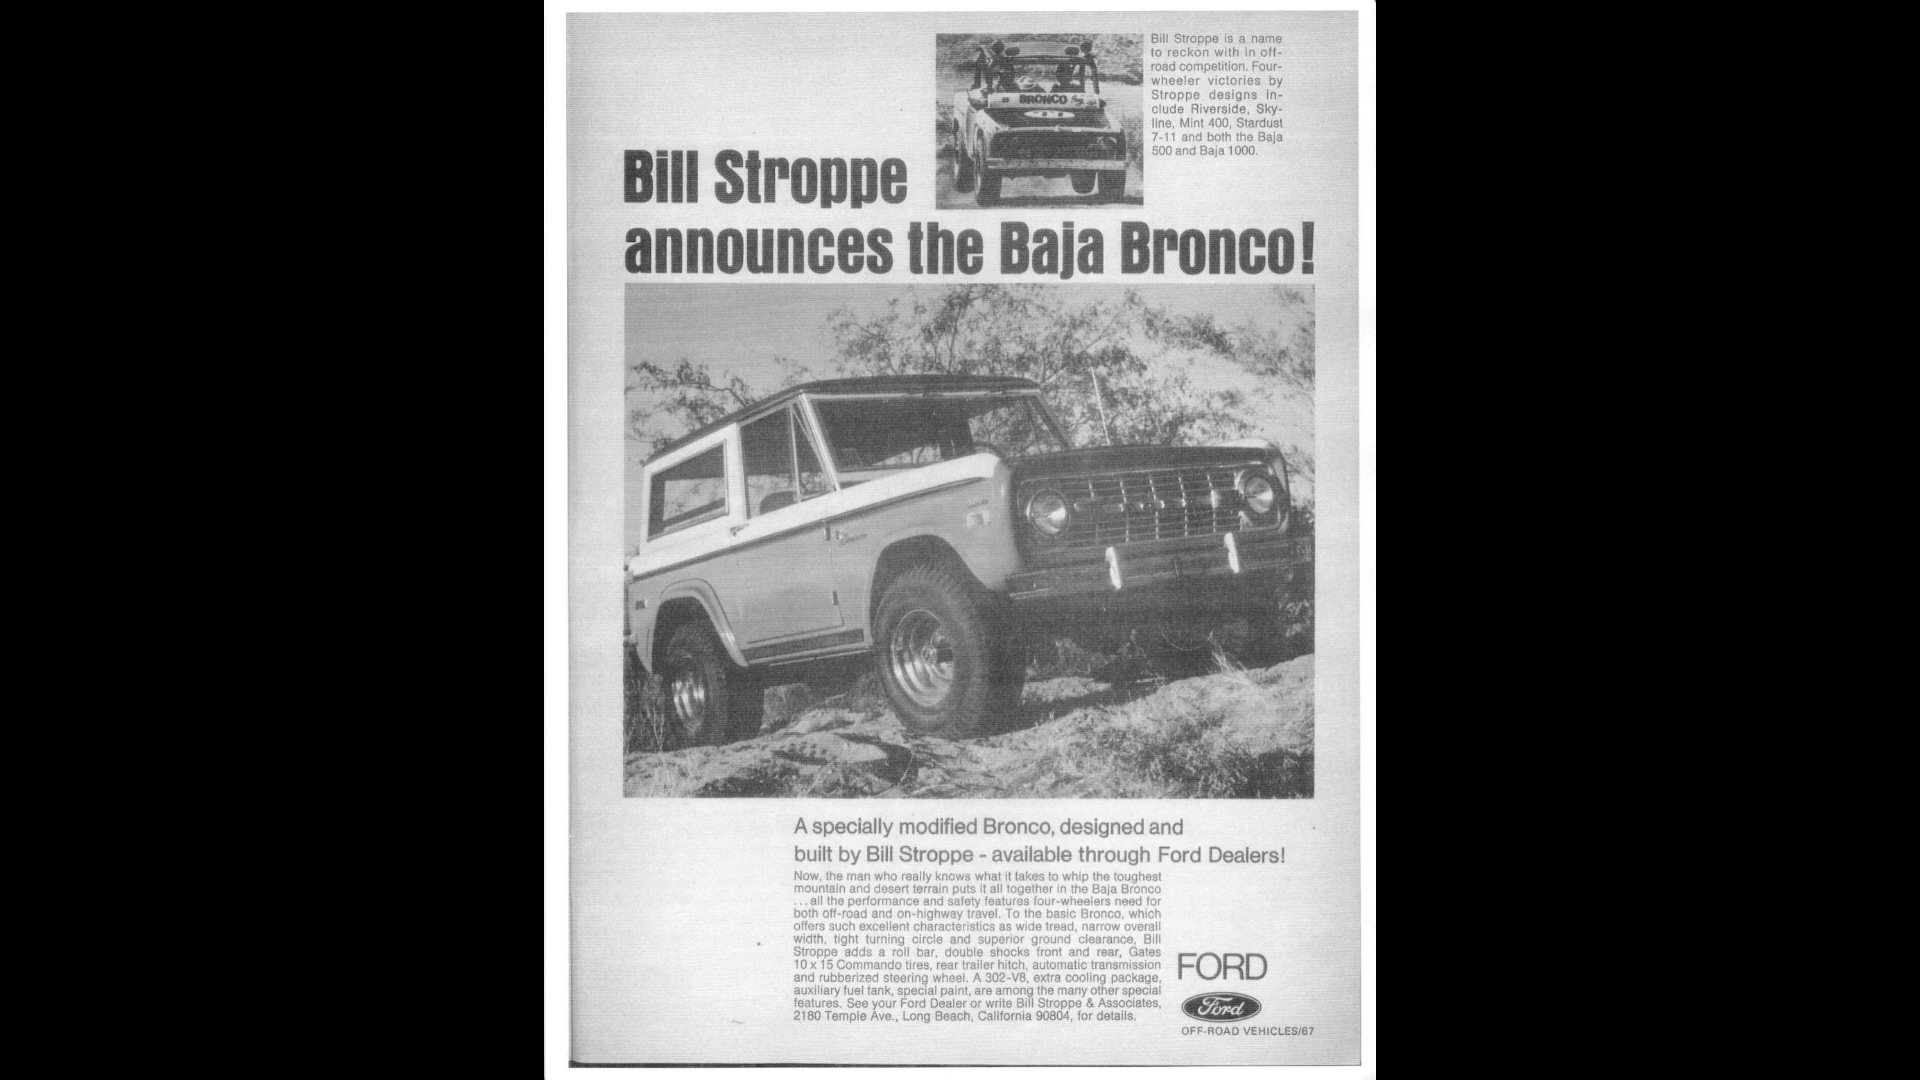 Bill Stroppe is a name
to reckon with in off-
road competition. Four-
wheeler victories by
Stroppe designs in-
clude Riverside, Sky-
line, Mint 400, Stardust
7-11 and both the Baja
500 and Baja 1000.
BRONCO
Bill Stroppe
announces the Baja Bronco!
A specially modified Bronco, designed and
built by Bill Stroppe - available through Ford Dealers!
Now, the man who really knows what it takes to whip the toughest
mountain and desert terrain puts it all together in the Baja Bronco
...all the performance and safety features four-wheelers need for
both off-road and on-highway travel. To the basic Bronco, which
offers such excellent characteristics as wide tread, narrow overall
width, tight turning circle and superior ground clearance, Bill
Stroppe adds a roll bar, double shocks front and rear, Gates
10 x 15 Commando tires, rear trailer hitch, automatic transmission
and rubberized steering wheel. A 302-V8, extra cooling package,
auxiliary fuel tank, special paint, are among the many other special
features. See your Ford Dealer or write Bill Stroppe & Associates,
2180 Temple Ave., Long Beach, California 90804, for details.
FORD
Ford
OFF-ROAD VEHICLES/67